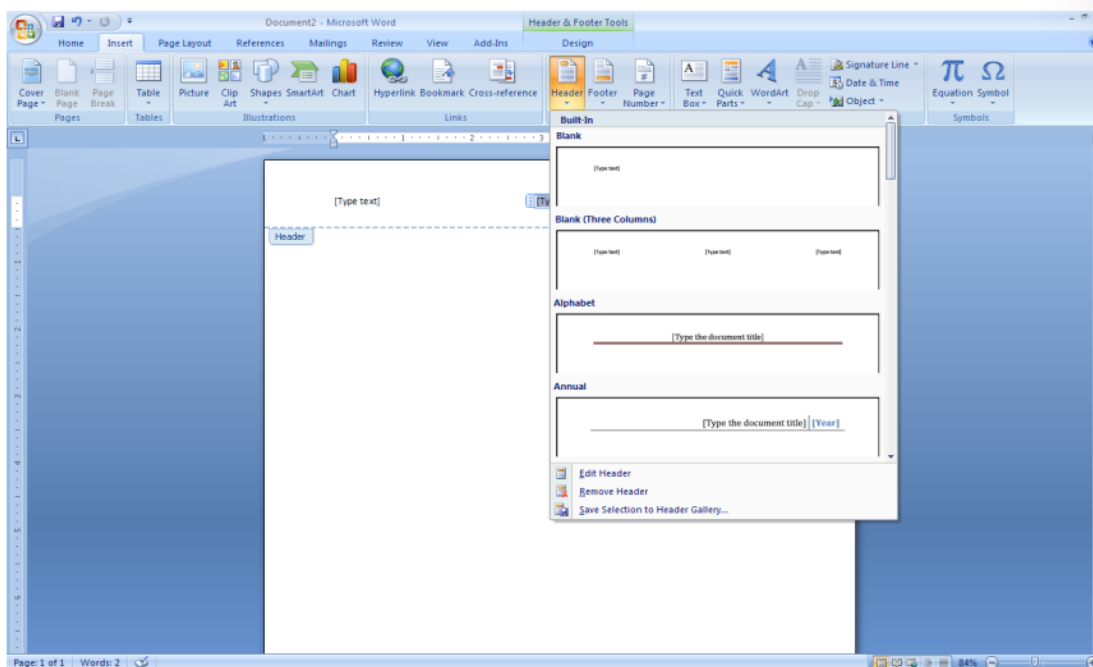 Document2 - Microsoft Word
Header & Footer Tools
Home Insert Page Layout References Mailings Review View Add-Ins Design
Cover Page
Blank Page
Page Break
Table
Picture
Clip Art
Shapes
SmartArt
Chart
Hyperlink
Bookmark
Cross-reference
Header
Footer
Page Number
Text Box
Quick Parts
WordArt
Drop Cap
Signature Line
Date & Time
Object
Equation
Symbol
Pages Tables Illustrations Links Symbols
1 1 2 3
[Type text] [Ty
Header
Built-In
Blank
[Type text]
Blank (Three Columns)
[Type text] [Type text] [Type text]
Alphabet
[Type the document title]
Annual
[Type the document title] [Year]
Edit Header
Remove Header
Save Selection to Header Gallery...
Page: 1 of 1 Words: 2 84%